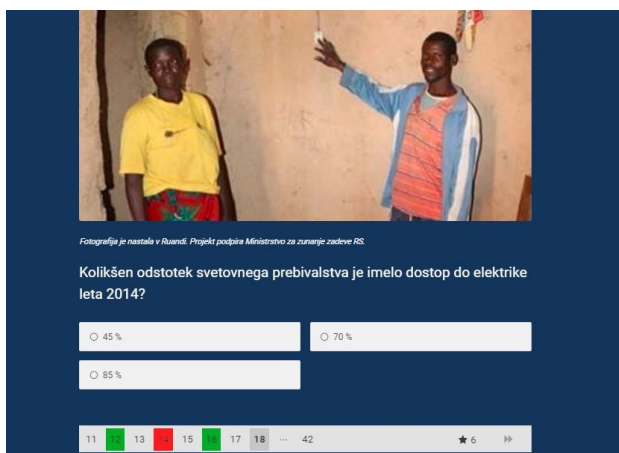 Fotografija je nastala v Ruandi. Projekt podpira Ministrstvo za zunanje zadeve RS.
Kolikšen odstotek svetovnega prebivalstva je imelo dostop do elektrike
leta 2014?
45 %
70 %
85 %
11 12 13 14 15 16 17 18 ... 42 6